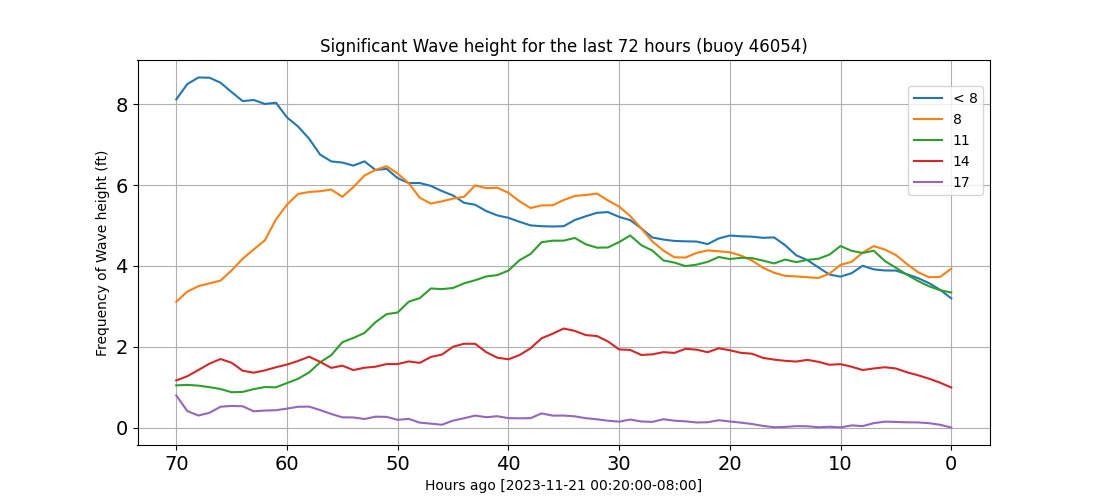 Significant Wave height for the last 72 hours (buoy 46054)
Frequency of Wave height (ft)
8
6
4
2
0
< 8
8
11
14
17
70 60 50 40 30 20 10 0
Hours ago [2023-11-21 00:20:00-08:00]